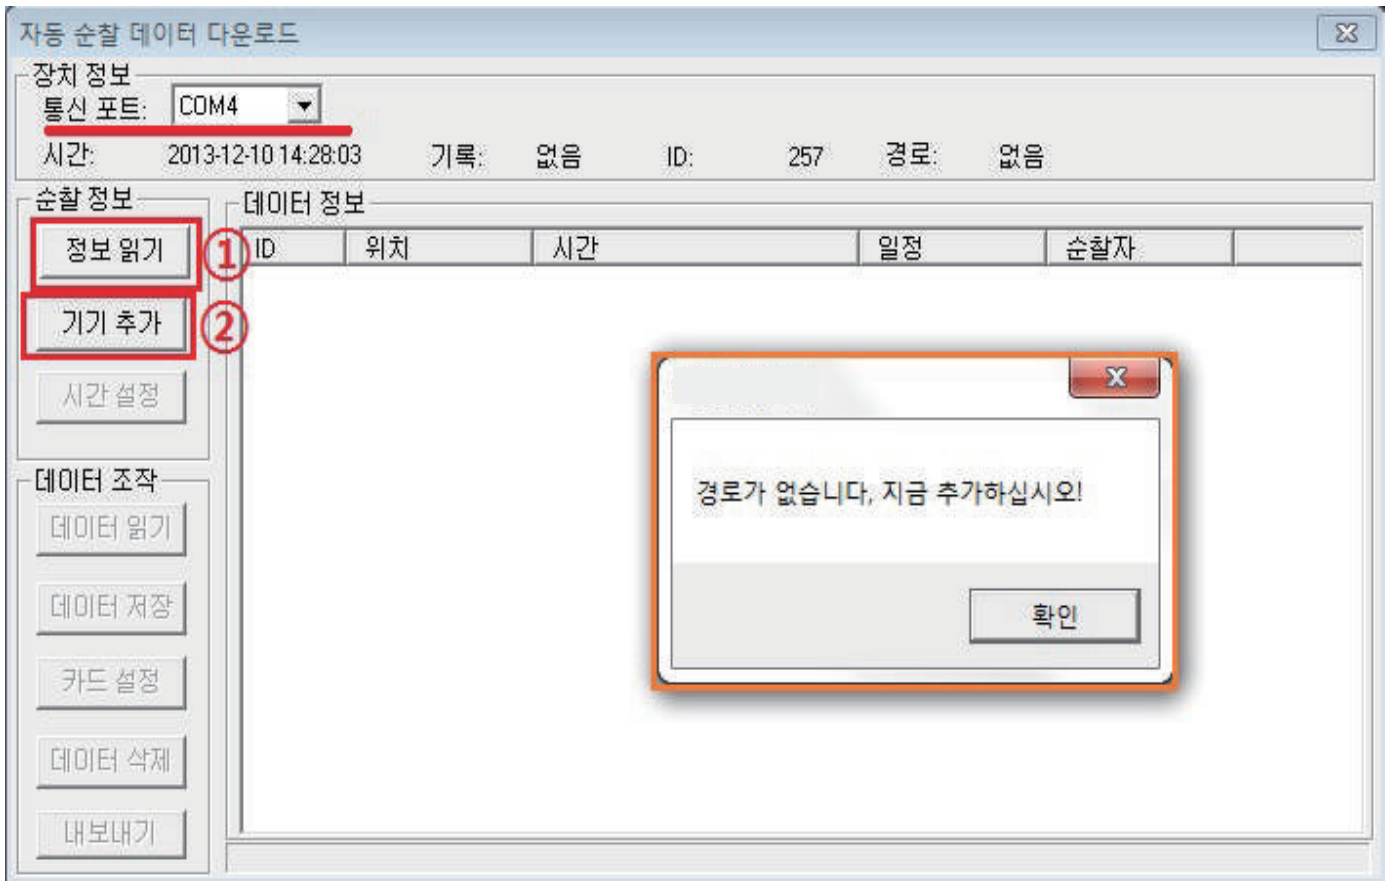 자동 순찰 데이터 다운로드
장치 정보
통신 포트: COM4
시간: 2013-12-10 14:28:03 기록: 없음 ID: 257 경로: 없음
순찰 정보
데이터 정보
정보 읽기 ①
ID 위치 시간 일정 순찰자
기기 추가 ②
시간 설정
경로가 없습니다, 지금 추가하십시오!
확인
데이터 조작
데이터 읽기
데이터 저장
카드 설정
데이터 삭제
내보내기